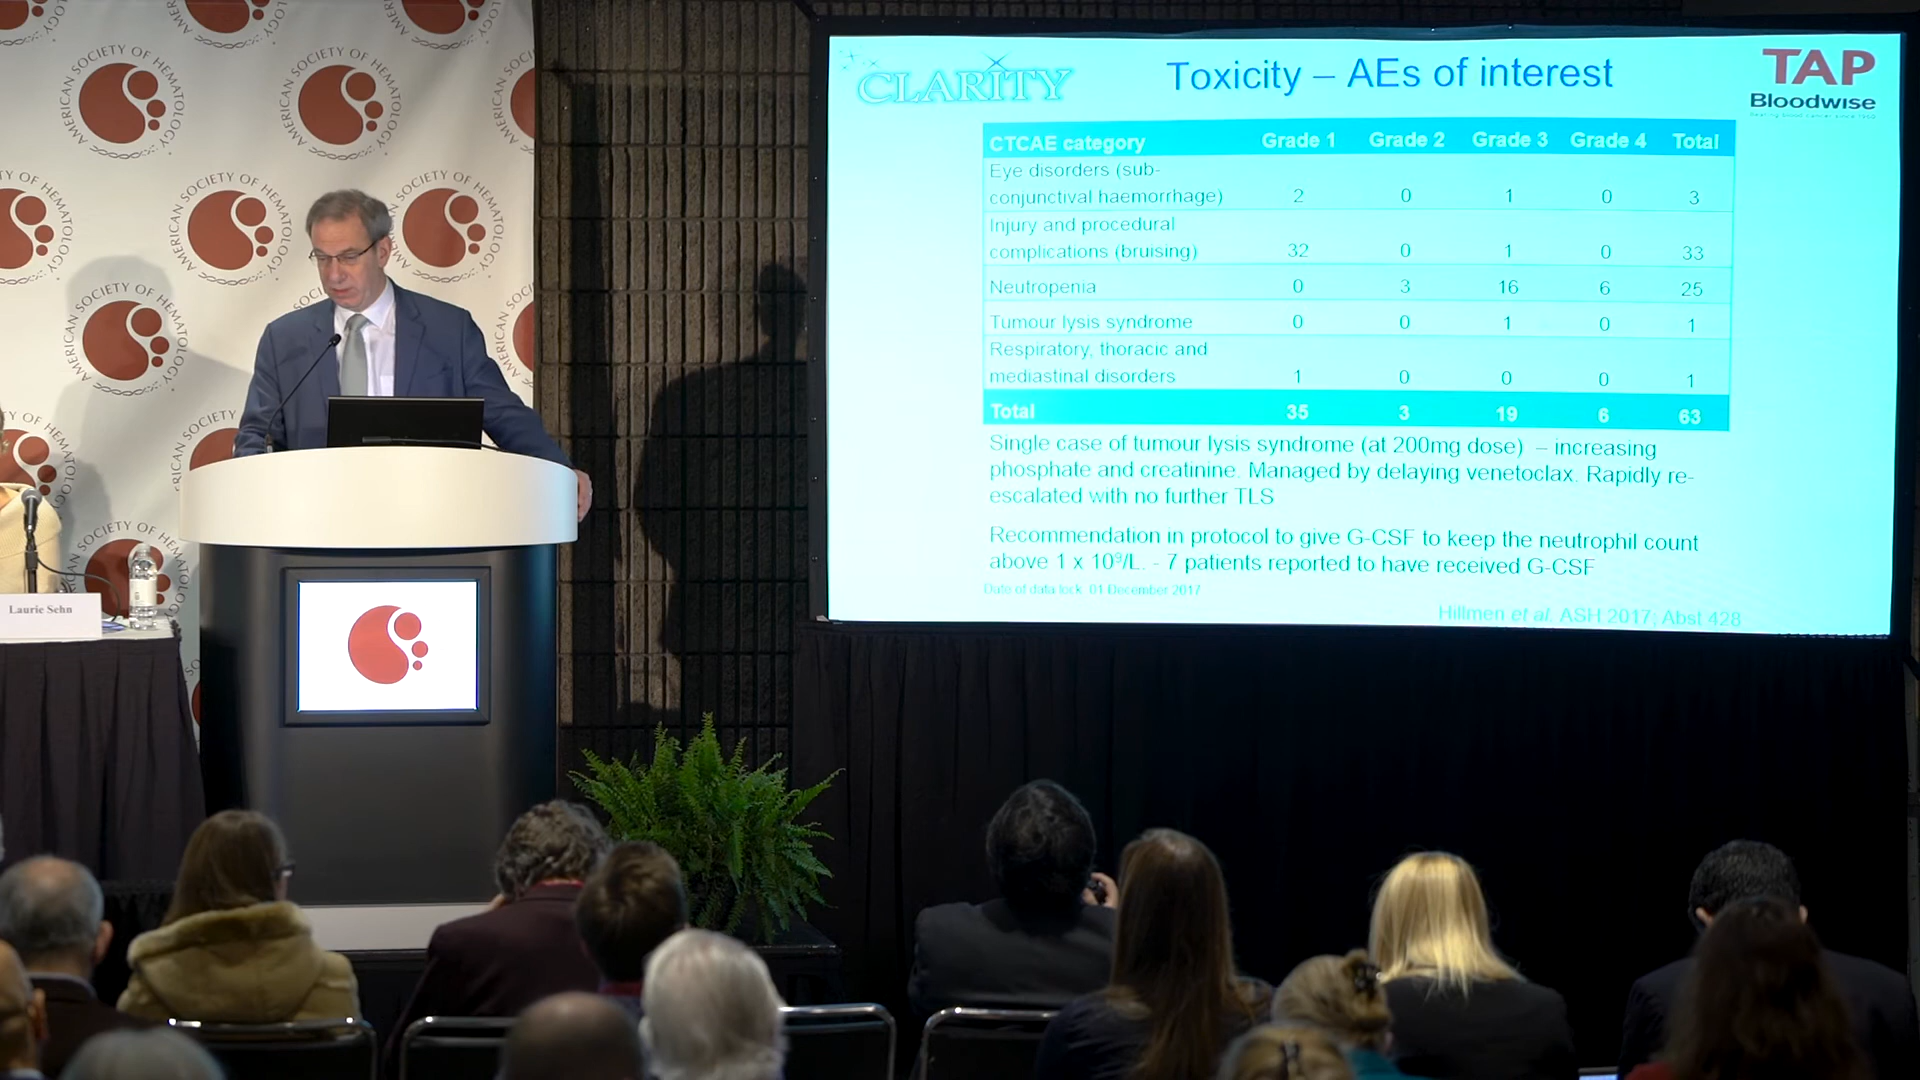 AMERICAN SOCIETY OF HEMATOLOGY
Laurie Sehn
CLARITY
Toxicity – AEs of interest
TAP
Bloodwise
CTCAE category Grade 1 Grade 2 Grade 3 Grade 4 Total
Eye disorders (sub-
conjunctival haemorrhage) 2 0 1 0 3
Injury and procedural
complications (bruising) 32 0 1 0 33
Neutropenia 0 3 16 6 25
Tumour lysis syndrome 0 0 1 0 1
Respiratory, thoracic and
mediastinal disorders 1 0 0 0 1
Total 35 3 19 6 63
Single case of tumour lysis syndrome (at 200mg dose) – increasing
phosphate and creatinine. Managed by delaying venetoclax. Rapidly re-
escalated with no further TLS
Recommendation in protocol to give G-CSF to keep the neutrophil count
above 1 x 10⁹/L. - 7 patients reported to have received G-CSF
Date of data lock: 01 December 2017
Hillmen et al. ASH 2017; Abst 428